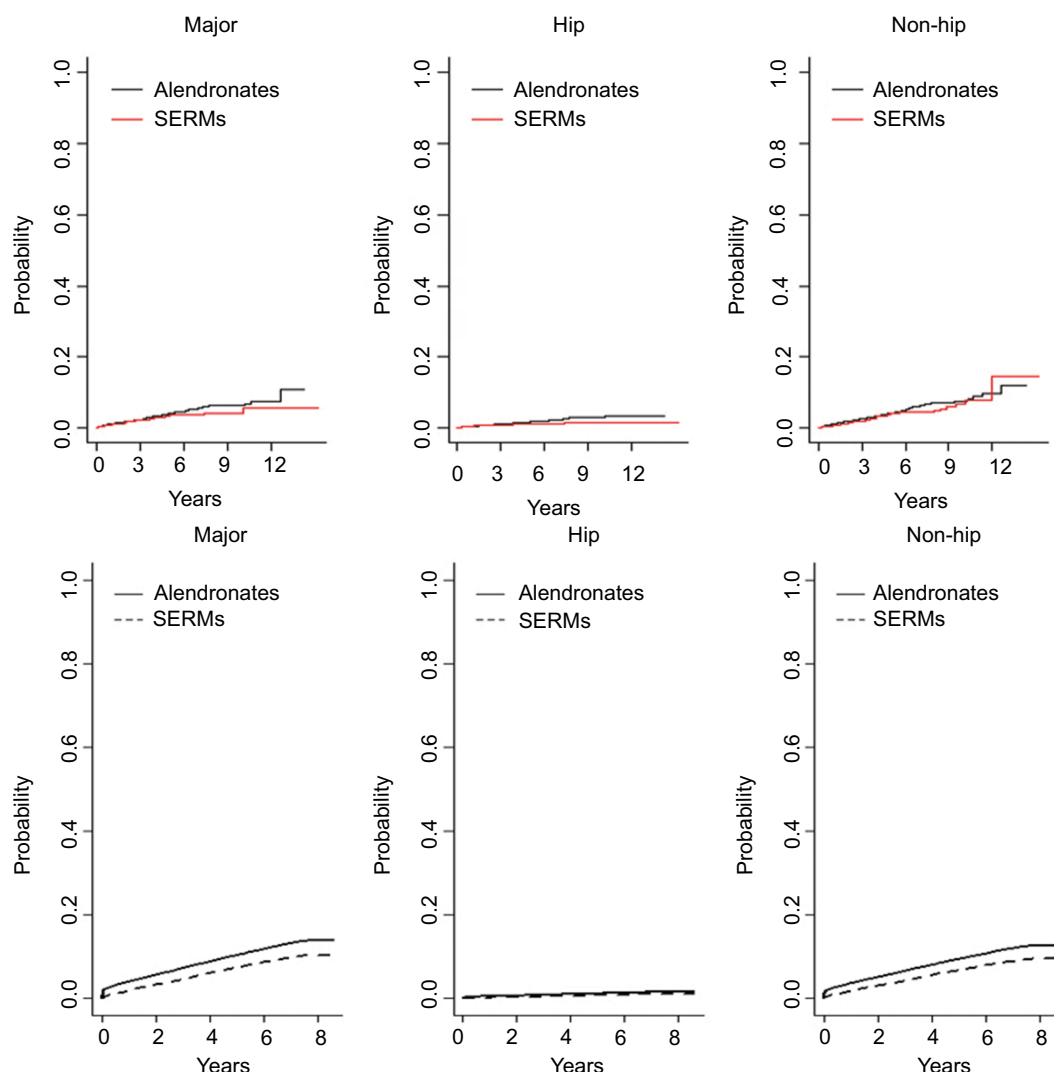 Major
Probability
1.0
0.8
0.6
0.4
0.2
0.0
Alendronates
SERMs
0 3 6 9 12
Years
Hip
Probability
1.0
0.8
0.6
0.4
0.2
0.0
Alendronates
SERMs
0 3 6 9 12
Years
Non-hip
Probability
1.0
0.8
0.6
0.4
0.2
0.0
Alendronates
SERMs
0 3 6 9 12
Years
Major
Probability
1.0
0.8
0.6
0.4
0.2
0.0
Alendronates
SERMs
0 2 4 6 8
Years
Hip
Probability
1.0
0.8
0.6
0.4
0.2
0.0
Alendronates
SERMs
0 2 4 6 8
Years
Non-hip
Probability
1.0
0.8
0.6
0.4
0.2
0.0
Alendronates
SERMs
0 2 4 6 8
Years